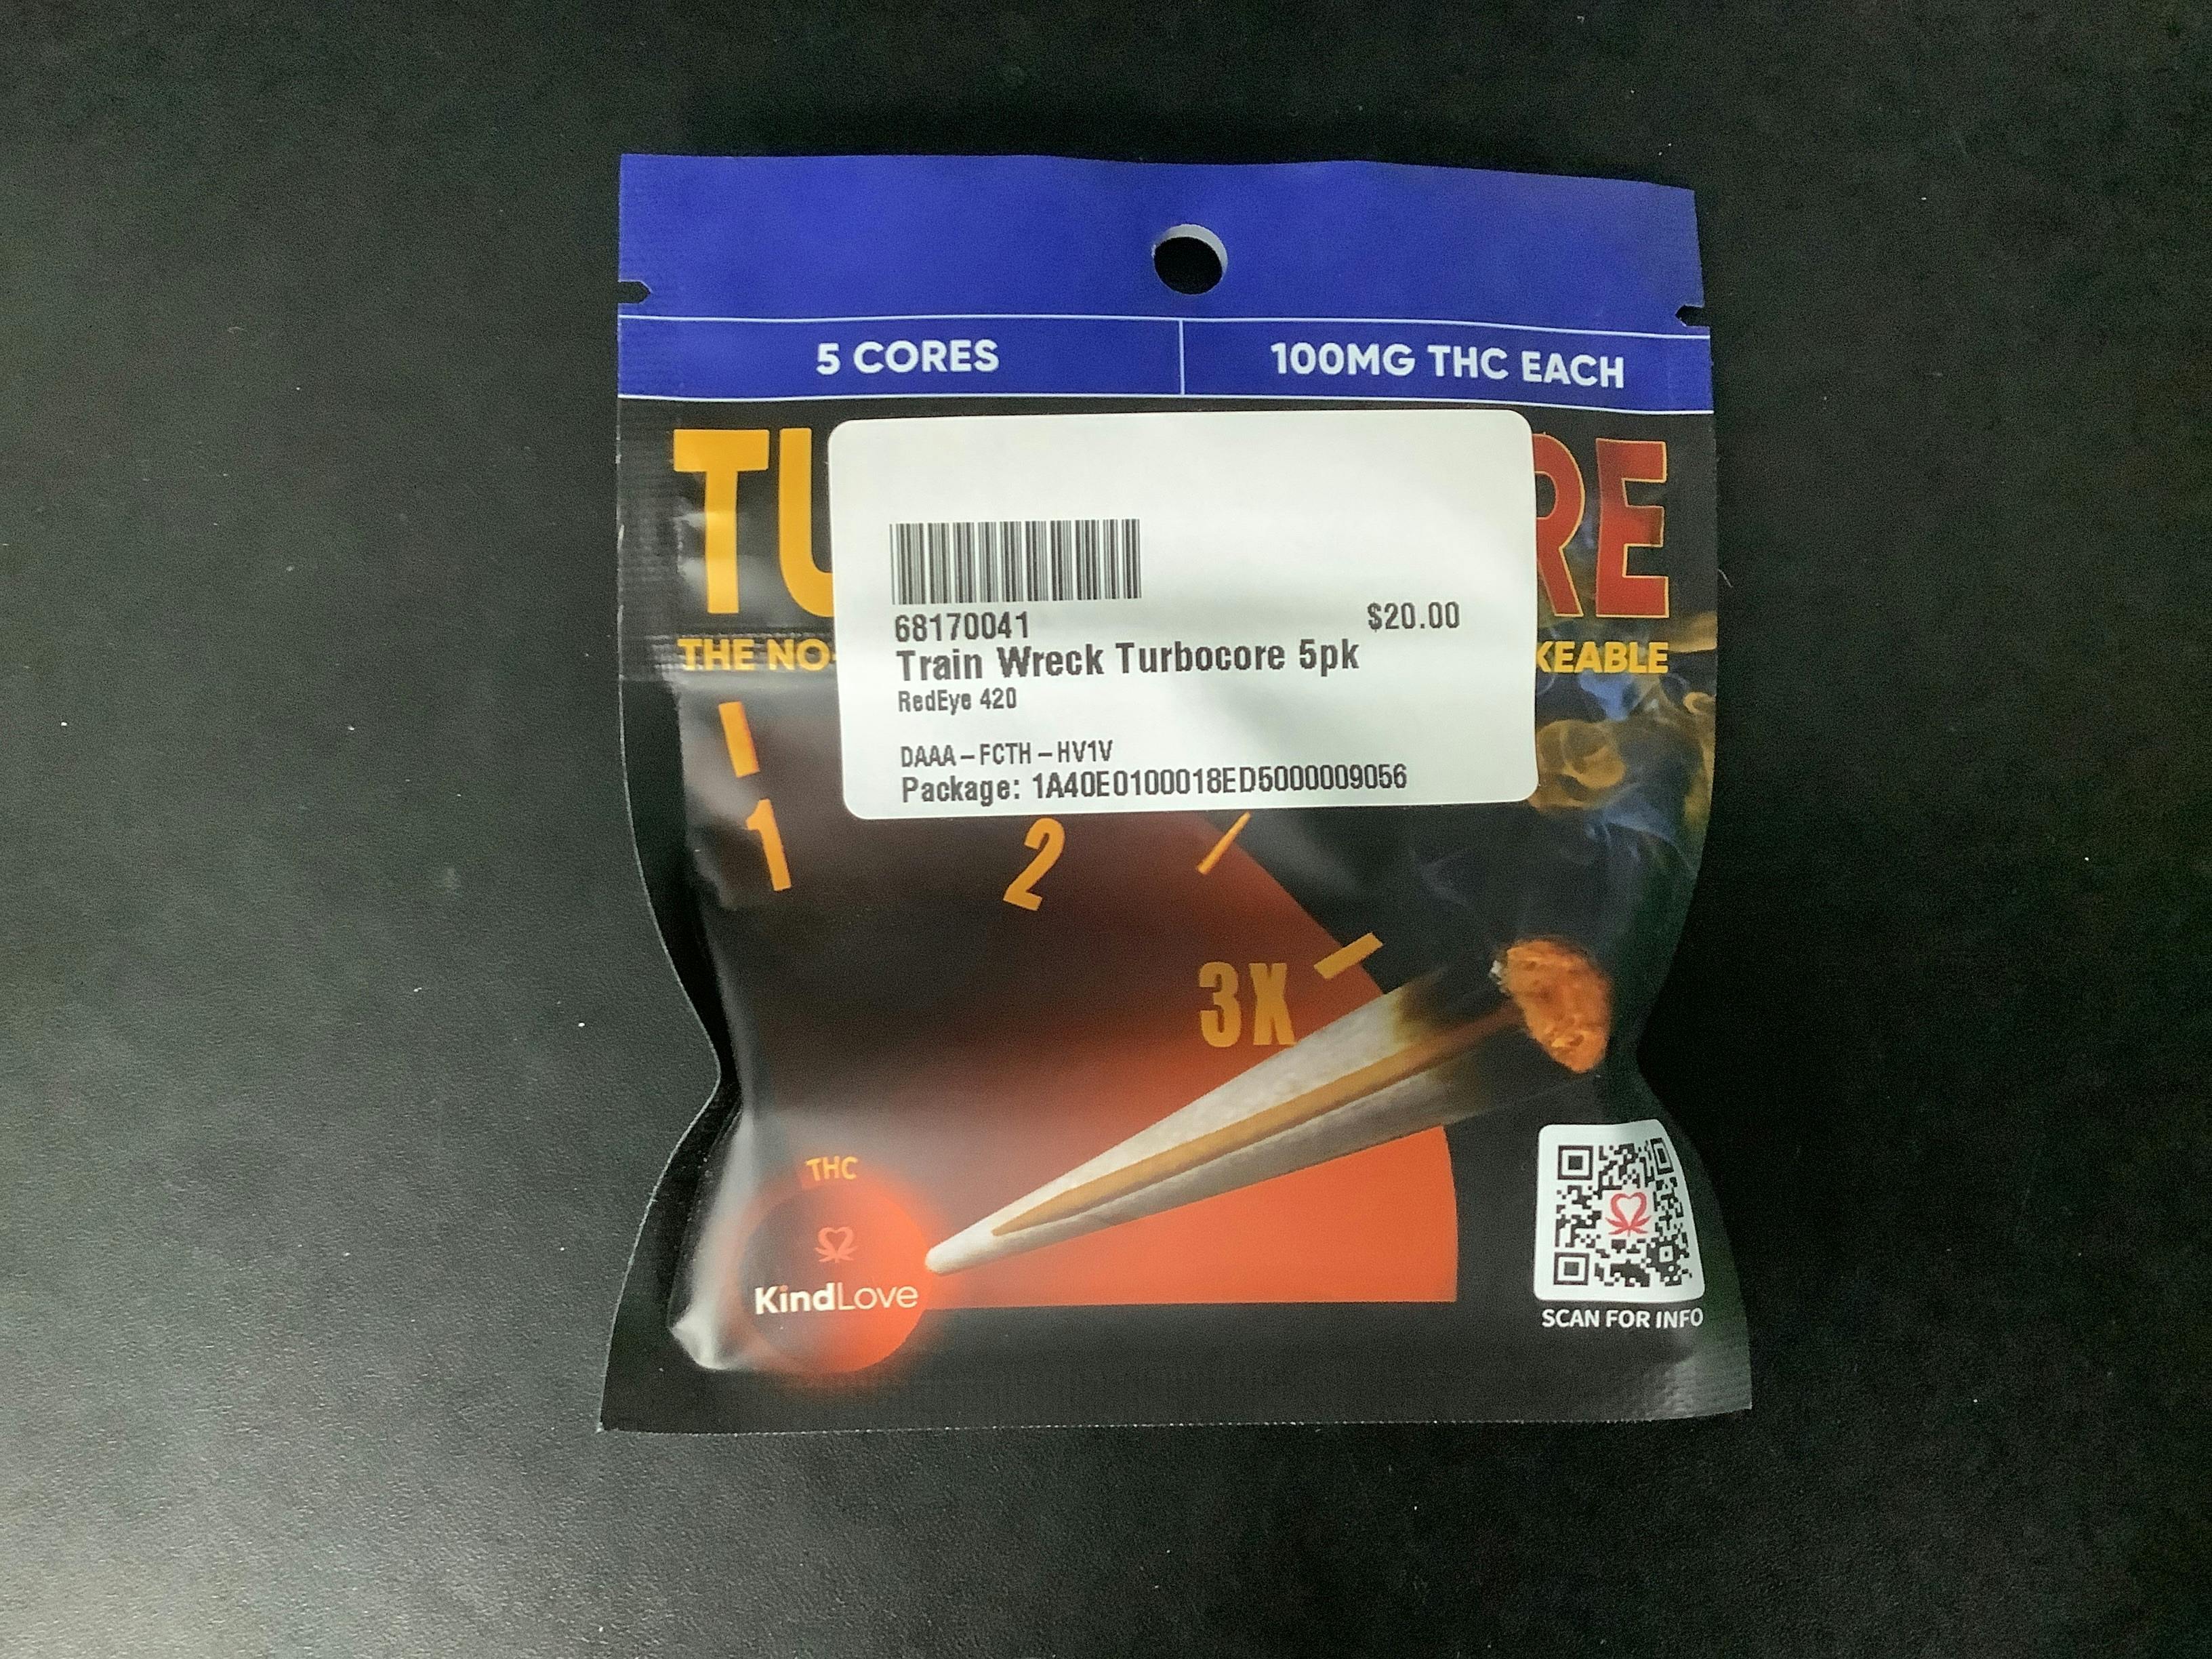 5 CORES
100MG THC EACH
TU RE
THE NO- KEABLE
68170041
$20.00
Train Wreck Turbocore 5pk
RedEye 420
DAAA-FCTH-HV1V
Package: 1A40E0100018ED5000009056
1
2
3X
THC
KindLove
SCAN FOR INFO